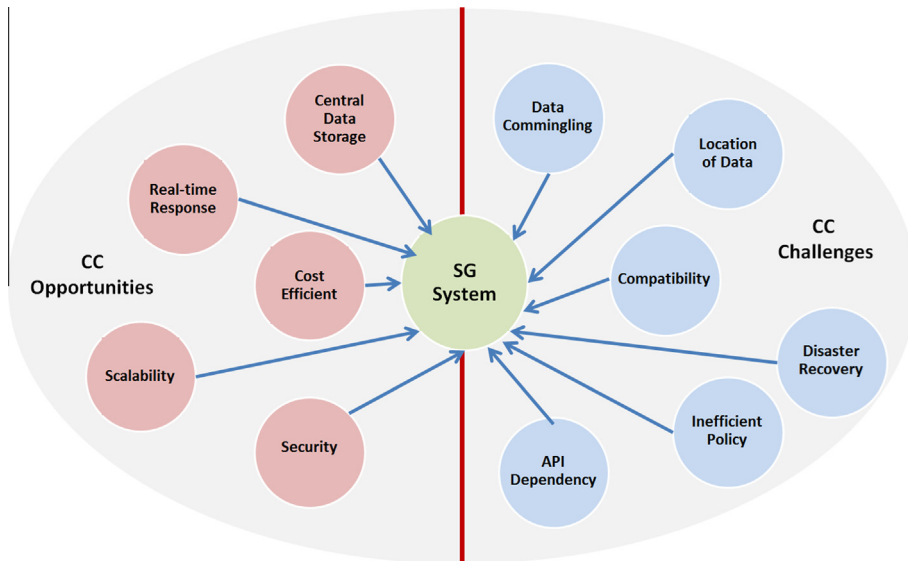 Central
Data
Storage
Real-time
Response
CC
Opportunities
Cost
Efficient
Scalability
Security
SG
System
Data
Commingling
Location
of Data
CC
Challenges
Compatibility
Disaster
Recovery
Inefficient
Policy
API
Dependency